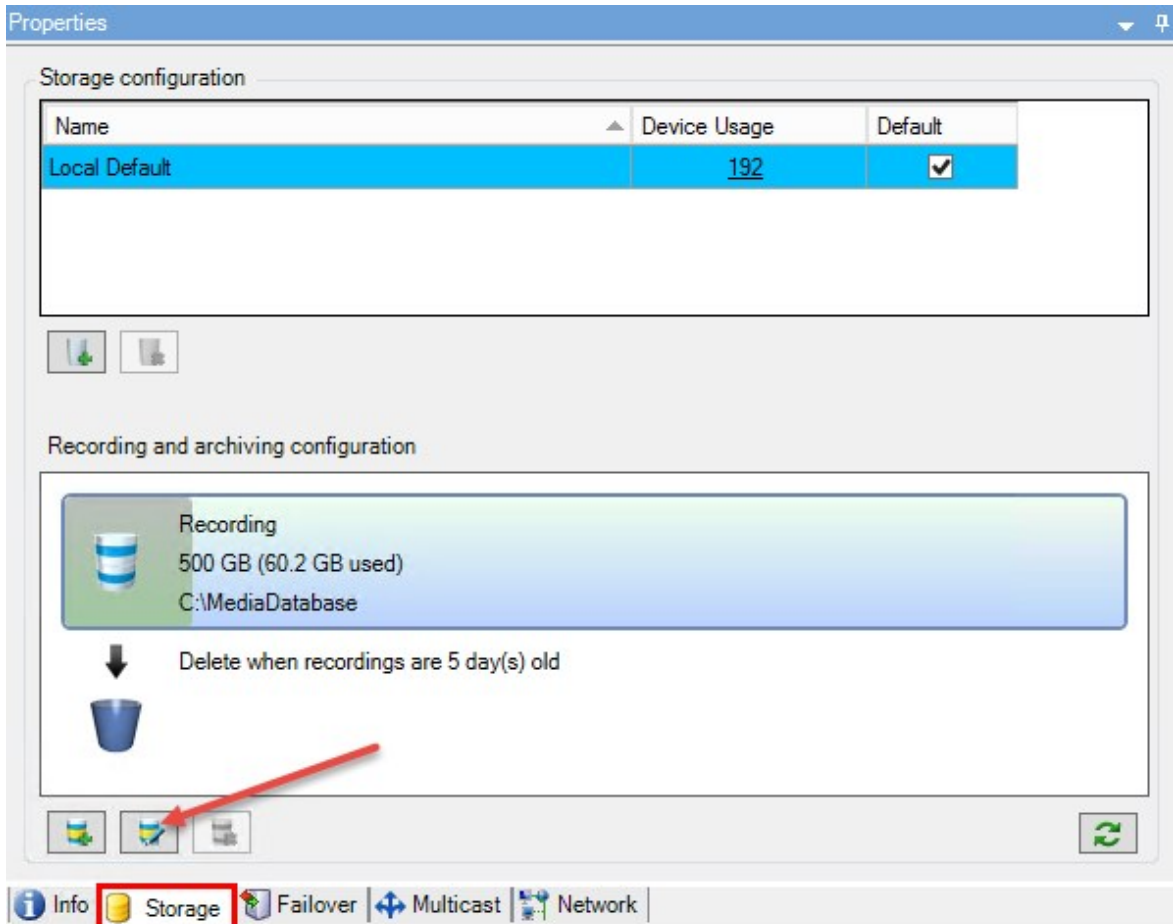 Properties
Storage configuration
Name Device Usage Default
Local Default 192
Recording and archiving configuration
Recording
500 GB (60.2 GB used)
C:\MediaDatabase
Delete when recordings are 5 day(s) old
Info Storage Failover Multicast Network